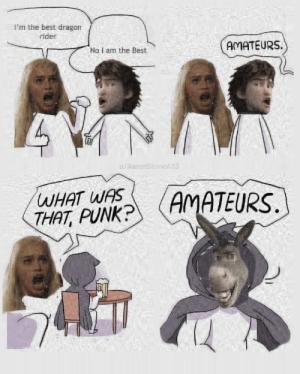 I'm the best dragon
rider
No I am the Best
AMATEURS.
WHAT WAS
THAT, PUNK?
AMATEURS.